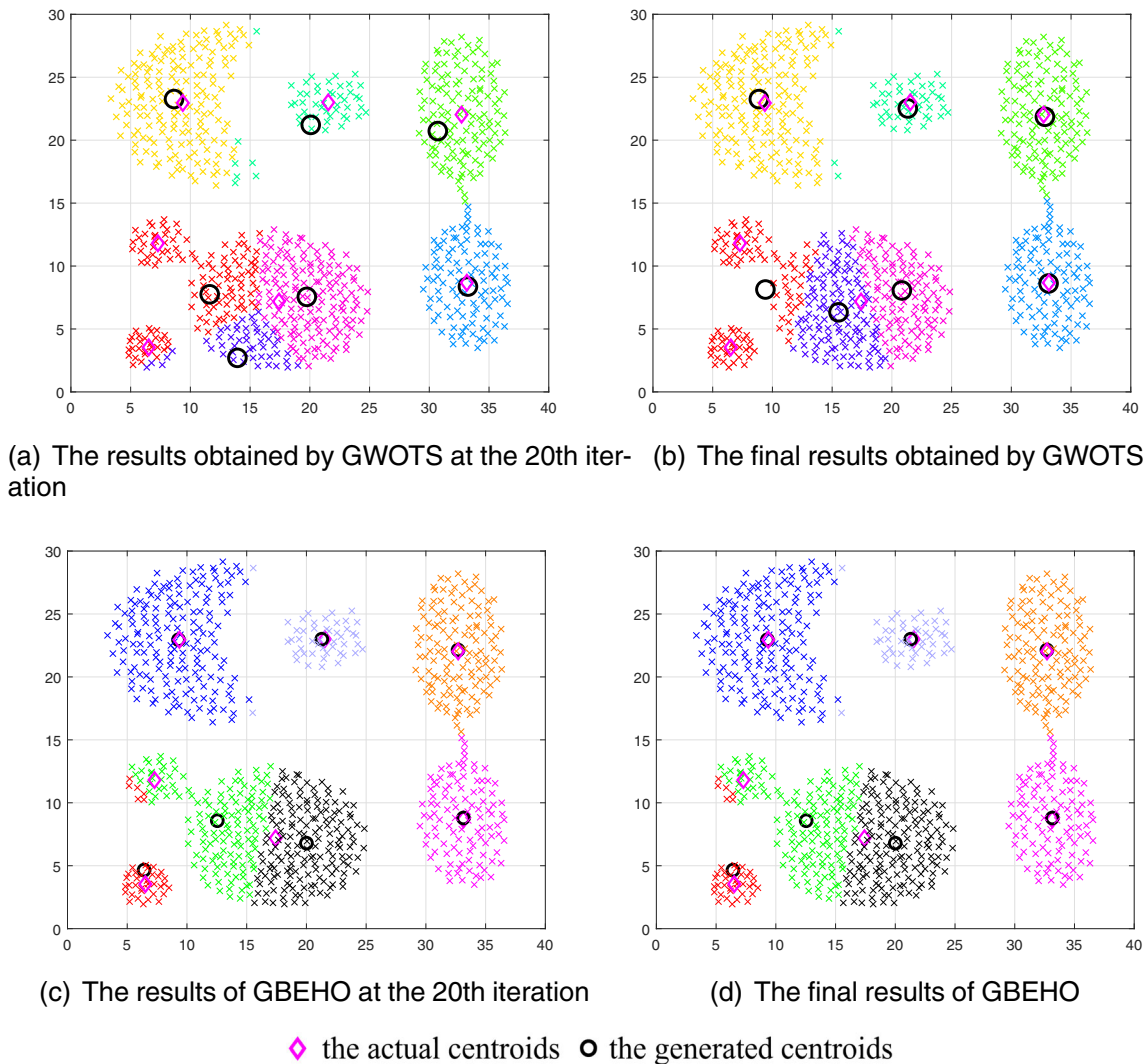 30
25
20
15
10
5
0
0 5 10 15 20 25 30 35 40
(a) The results obtained by GWOTS at the 20th iter-
ation
30
25
20
15
10
5
0
0 5 10 15 20 25 30 35 40
(b) The final results obtained by GWOTS
30
25
20
15
10
5
0
0 5 10 15 20 25 30 35 40
(c) The results of GBEHO at the 20th iteration
30
25
20
15
10
5
0
0 5 10 15 20 25 30 35 40
(d) The final results of GBEHO
the actual centroids the generated centroids